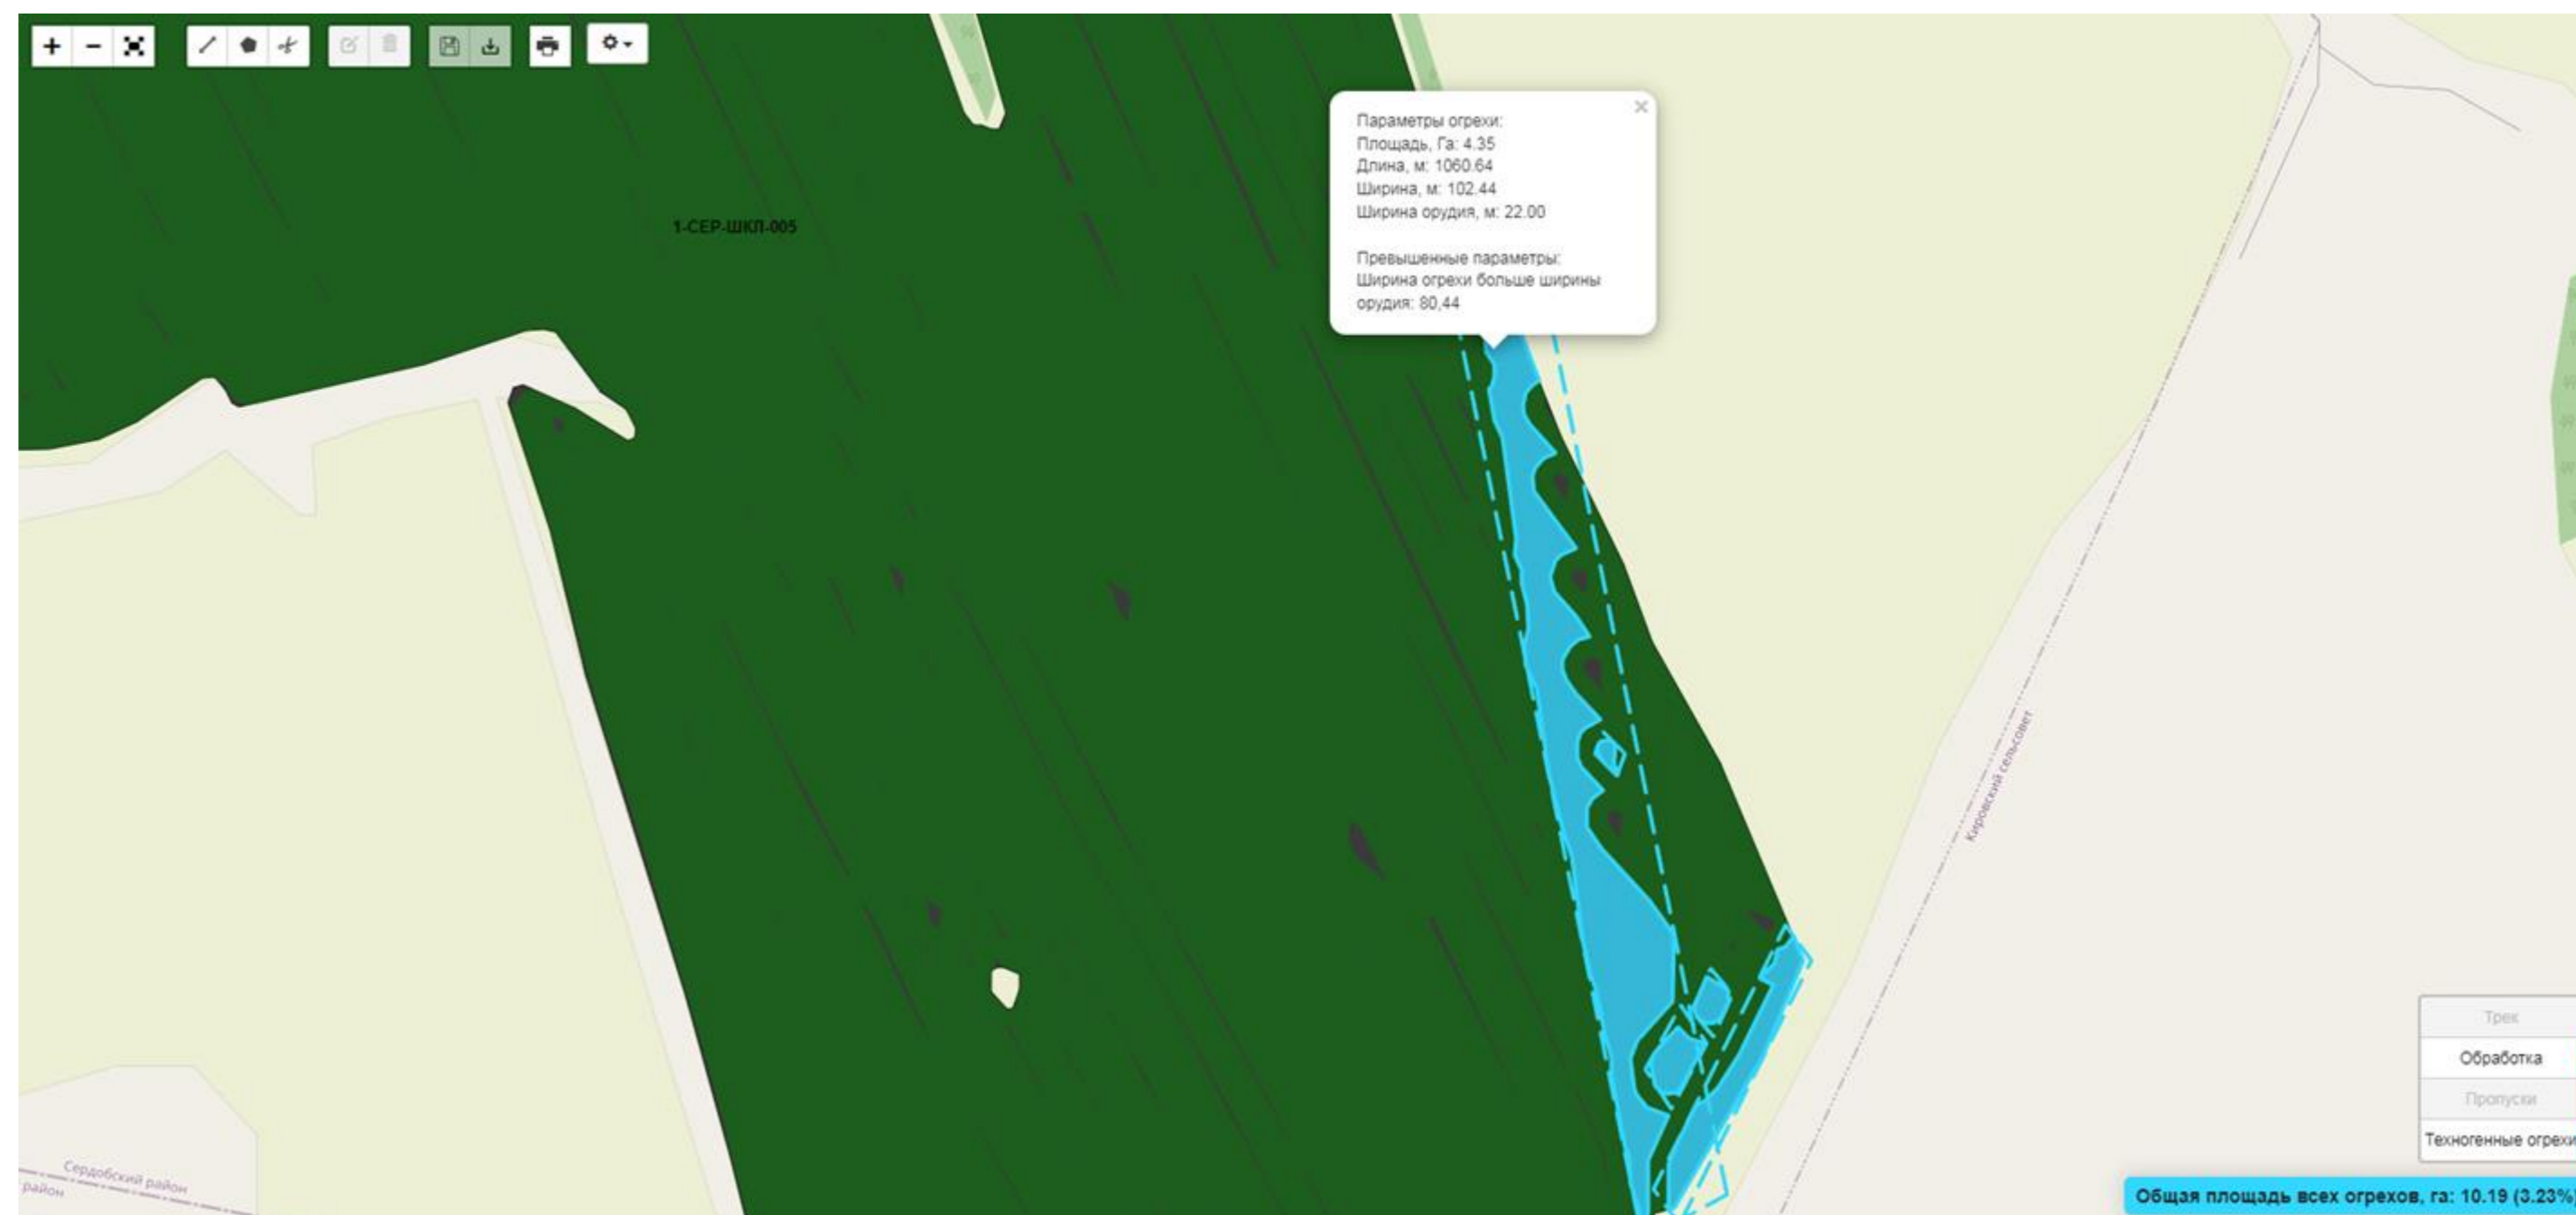 Параметры огрехи:
Площадь, Га: 4.35
Длина, м: 1060.64
Ширина, м: 102.44
Ширина орудия, м: 22.00
Превышенные параметры:
Ширина огрехи больше ширины
орудия: 80,44
1-СЕР-ШКЛ-005
Кировский сельсовет
Сердобский район
район
Трек
Обработка
Пропуски
Техногенные огрехи
Общая площадь всех огрехов, га: 10.19 (3.23%)